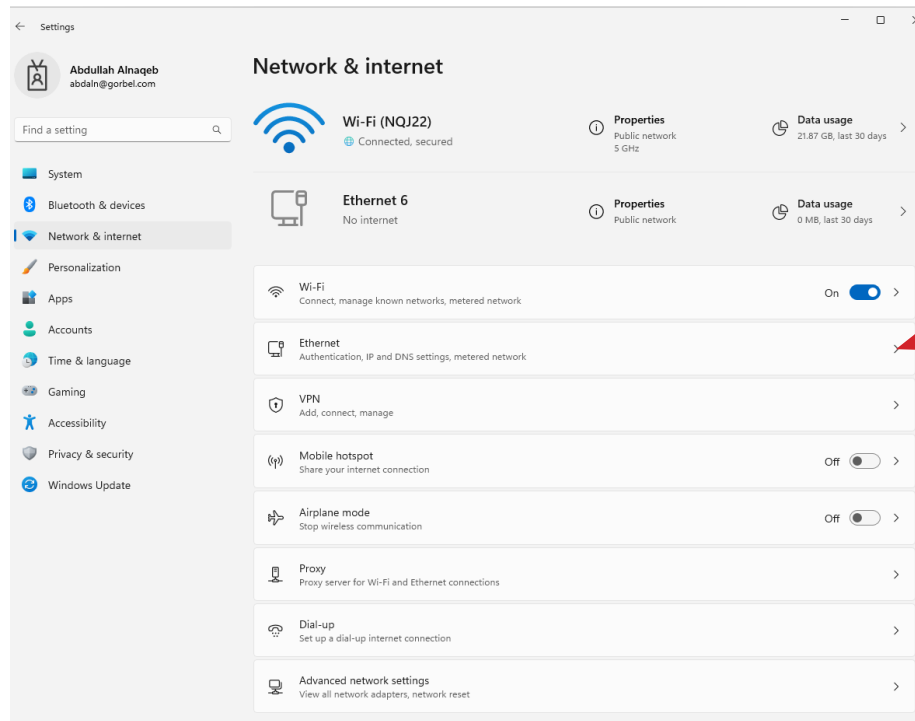 Settings
Abdullah Alnaqeb
abdaln@gorbel.com
Find a setting
System
Bluetooth & devices
Network & internet
Personalization
Apps
Accounts
Time & language
Gaming
Accessibility
Privacy & security
Windows Update
Network & internet
Wi-Fi (NQJ22)
Connected, secured
Properties
Public network
5 GHz
Data usage
21.87 GB, last 30 days
Ethernet 6
No internet
Properties
Public network
Data usage
0 MB, last 30 days
Wi-Fi
Connect, manage known networks, metered network
On
Ethernet
Authentication, IP and DNS settings, metered network
VPN
Add, connect, manage
Mobile hotspot
Share your internet connection
Off
Airplane mode
Stop wireless communication
Off
Proxy
Proxy server for Wi-Fi and Ethernet connections
Dial-up
Set up a dial-up internet connection
Advanced network settings
View all network adapters, network reset